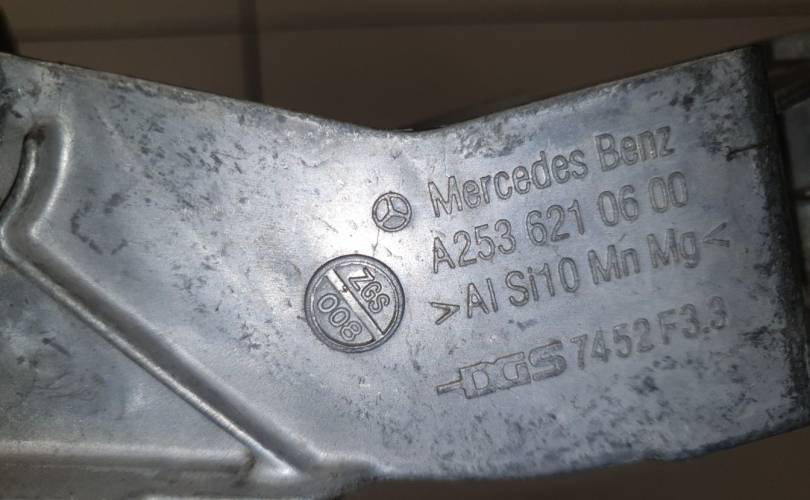 Mercedes Benz
A253 621 06 00
>Al Si10 Mn Mg<
DGS 7452 F3.3
ZGS
008